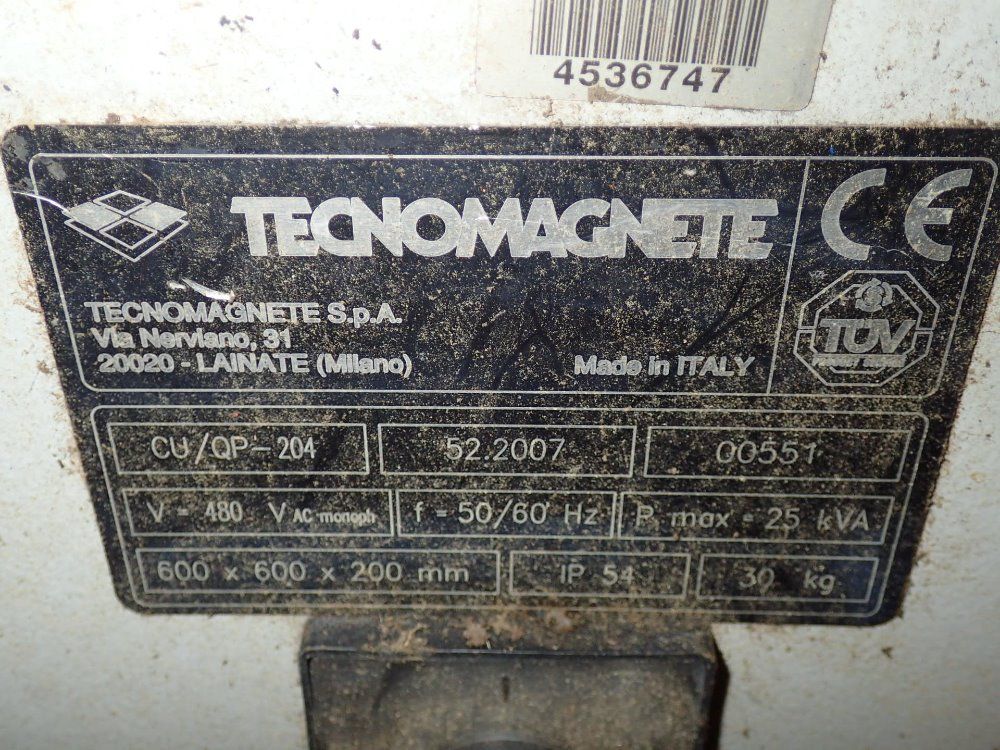 4536747
TECNOMAGNETE
CE
TECNOMAGNETE S.p.A.
Via Nerviano, 31
20020 - LAINATE (Milano)
Made in ITALY
TÜV
CU/QP-204
52.2007
00551
V = 480 V AC monoph
f = 50/60 Hz
P max = 25 kVA
600 x 600 x 200 mm
IP 54
30 kg